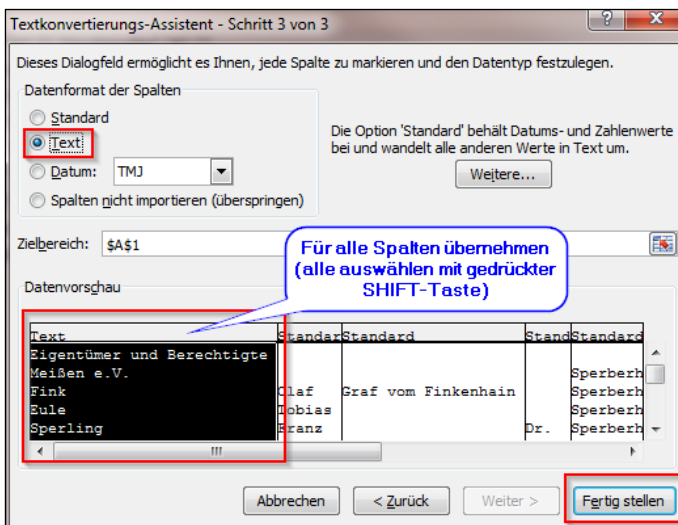 Textkonvertierungs-Assistent - Schritt 3 von 3
Dieses Dialogfeld ermöglicht es Ihnen, jede Spalte zu markieren und den Datentyp festzulegen.
Datenformat der Spalten
Standard
Text
Datum: TMJ
Spalten nicht importieren (überspringen)
Die Option 'Standard' behält Datums- und Zahlenwerte
bei und wandelt alle anderen Werte in Text um.
Weitere...
Zielbereich: $A$1
Für alle Spalten übernehmen
(alle auswählen mit gedrückter
SHIFT-Taste)
Datenvorschau
Text Standar Standard Stand Standard
Eigentümer und Berechtigte
Meißen e.V. Sperberh
Fink Olaf Graf vom Finkenhain Sperberh
Eule Tobias Sperberh
Sperling Franz Dr. Sperberh
Abbrechen < Zurück Weiter > Fertig stellen